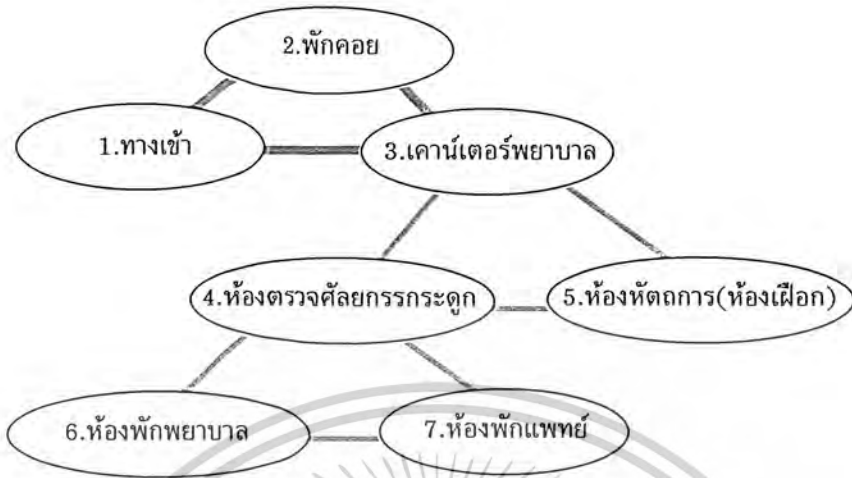 2.พักคอย
1.ทางเข้า
3.เคาน์เตอร์พยาบาล
4.ห้องตรวจศัลยกรรกระดูก
5.ห้องหัตถการ(ห้องเฝือก)
6.ห้องพักพยาบาล
7.ห้องพักแพทย์